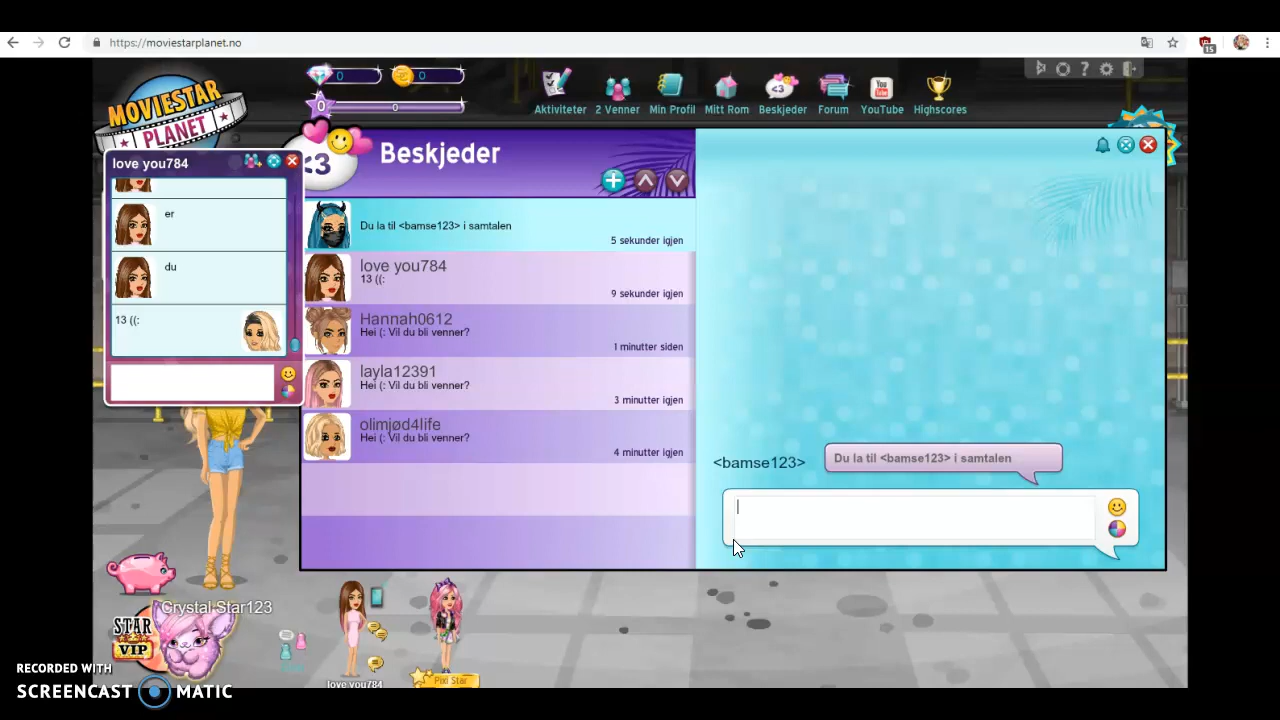 https://moviestarplanet.no
15
MOVIESTAR
PLANET
0
0
0
0
Aktiviteter
2 Venner
Min Profil
Mitt Rom
<3
Beskjeder
Forum
You
Tube
YouTube
Highscores
love you784
er
du
13 ((:
<3
Beskjeder
Du la til <bamse123> i samtalen
5 sekunder igjen
love you784
13 ((:
9 sekunder igjen
Hannah0612
Hei (: Vil du bli venner?
1 minutter siden
layla12391
Hei (: Vil du bli venner?
3 minutter igjen
olimjød4life
Hei (: Vil du bli venner?
4 minutter igjen
<bamse123>
Du la til <bamse123> i samtalen
Crystal Star123
STAR
VIP
love you784
Pixi Star
RECORDED WITH
SCREENCAST MATIC